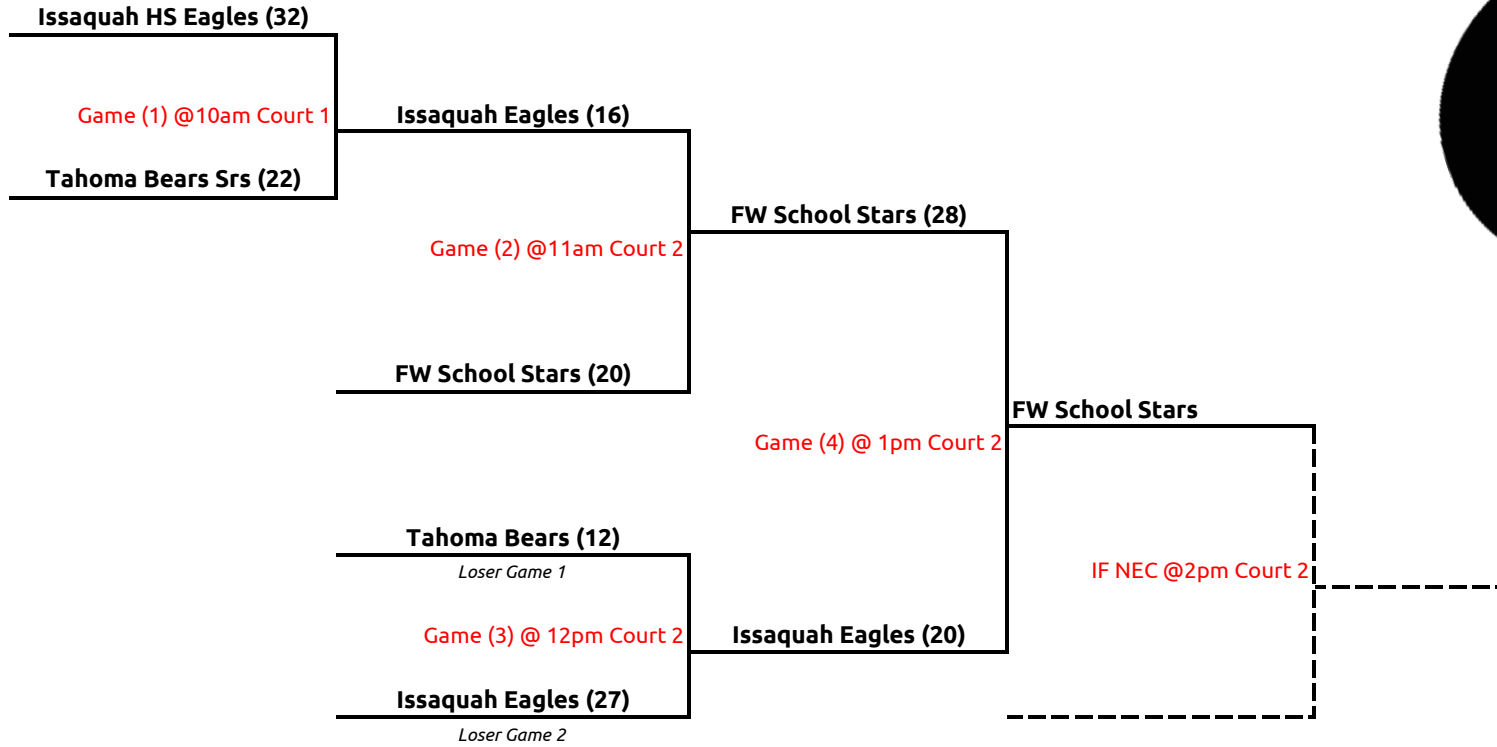 Issaquah HS Eagles (32)
Game (1) @10am Court 1
Issaquah Eagles (16)
Tahoma Bears Srs (22)
FW School Stars (28)
Game (2) @11am Court 2
FW School Stars (20)
FW School Stars
Game (4) @ 1pm Court 2
Tahoma Bears (12)
Loser Game 1
IF NEC @2pm Court 2
Game (3) @ 12pm Court 2
Issaquah Eagles (20)
Issaquah Eagles (27)
Loser Game 2